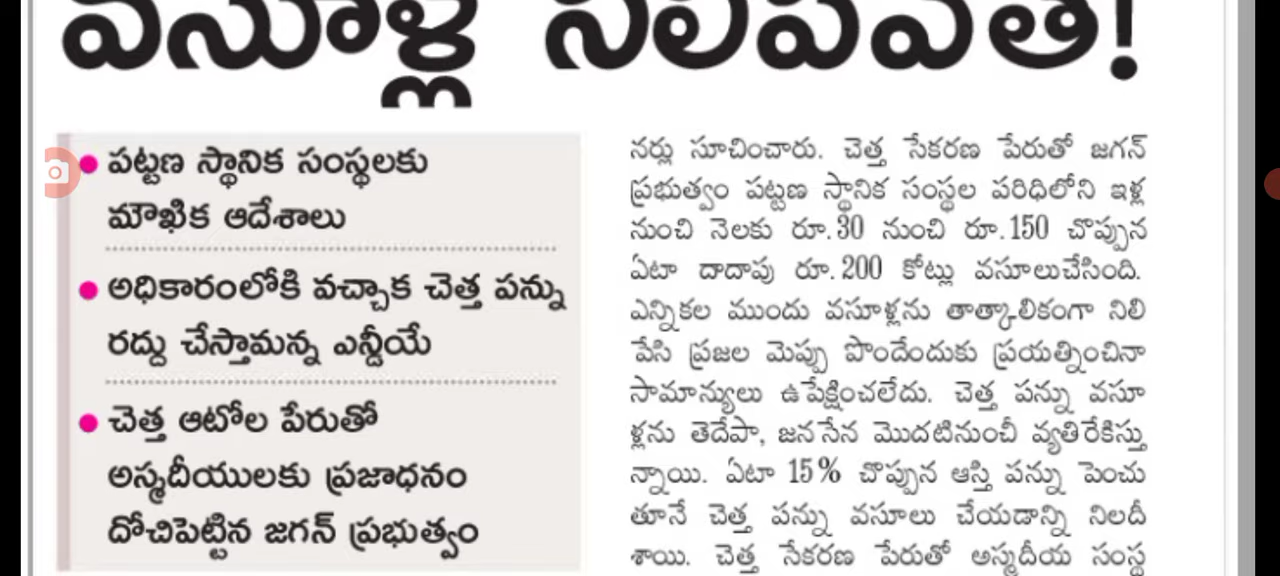 వసూళ్ల నిలిపివేత!
పట్టణ స్థానిక సంస్థలకు
మౌఖిక ఆదేశాలు
అధికారంలోకి వచ్చాక చెత్త పన్ను
రద్దు చేస్తామన్న ఎన్డీయే
చెత్త ఆటోల పేరుతో
అస్మదీయులకు ప్రజాధనం
దోచిపెట్టిన జగన్ ప్రభుత్వం
నర్లు సూచించారు. చెత్త సేకరణ పేరుతో జగన్
ప్రభుత్వం పట్టణ స్థానిక సంస్థల పరిధిలోని ఇళ్ల
నుంచి నెలకు రూ.30 నుంచి రూ.150 చొప్పున
ఏటా దాదాపు రూ.200 కోట్లు వసూలుచేసింది.
ఎన్నికల ముందు వసూళ్లను తాత్కాలికంగా నిలి
పేసి ప్రజల మెప్పు పొందేందుకు ప్రయత్నించినా
సామాన్యులు ఉపేక్షించలేదు. చెత్త పన్ను వసూ
ళ్లను తెదేపా, జనసేన మొదటినుంచీ వ్యతిరేకిస్తు
న్నాయి. ఏటా 15% చొప్పున ఆస్తి పన్ను పెంచు
తూనే చెత్త పన్ను వసూలు చేయడాన్ని నిలదీ
శాయి. చెత్త సేకరణ పేరుతో అస్మదీయ సంస్థ